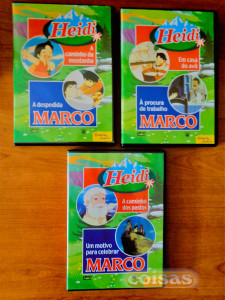 Heidi
A caminho da montanha
A despedida
MARCO
Heidi
Em casa do avô
À procura de trabalho
MARCO
Heidi
A caminho dos pastos
Um motivo para celebrar
MARCO
coisas